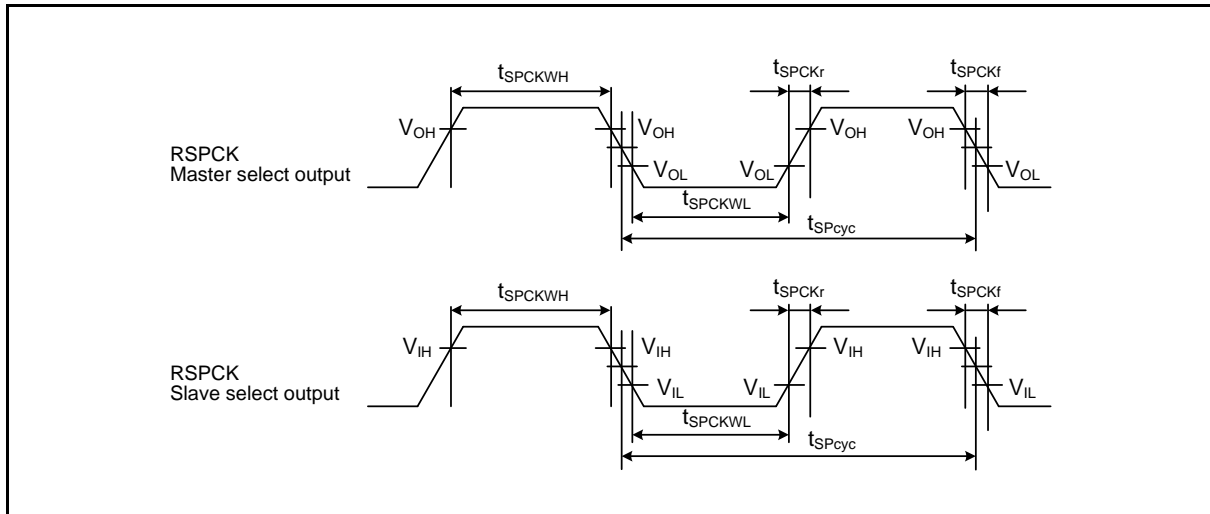 tSPCKWH
tSPCKr
tSPCKf
VOH
VOH
VOH
VOH
RSPCK
Master select output
VOL
VOL
VOL
tSPCKWL
tSPcyc
tSPCKWH
tSPCKr
tSPCKf
VIH
VIH
VIH
VIH
RSPCK
Slave select output
VIL
VIL
VIL
tSPCKWL
tSPcyc